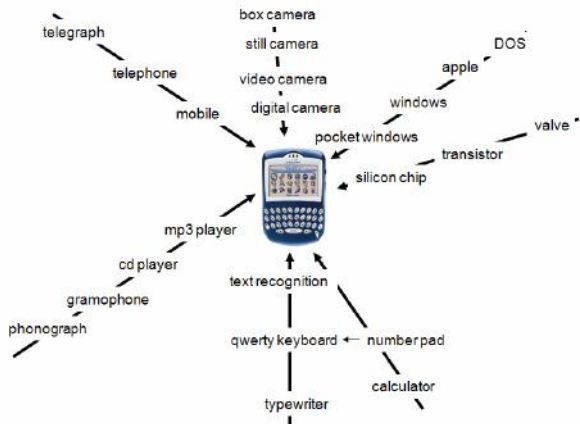 box camera
telegraph
still camera
DOS
telephone
video camera
apple
mobile
digital camera
windows
pocket windows
valve
transistor
silicon chip
mp3 player
cd player
gramophone
phonograph
text recognition
qwerty keyboard
number pad
calculator
typewriter